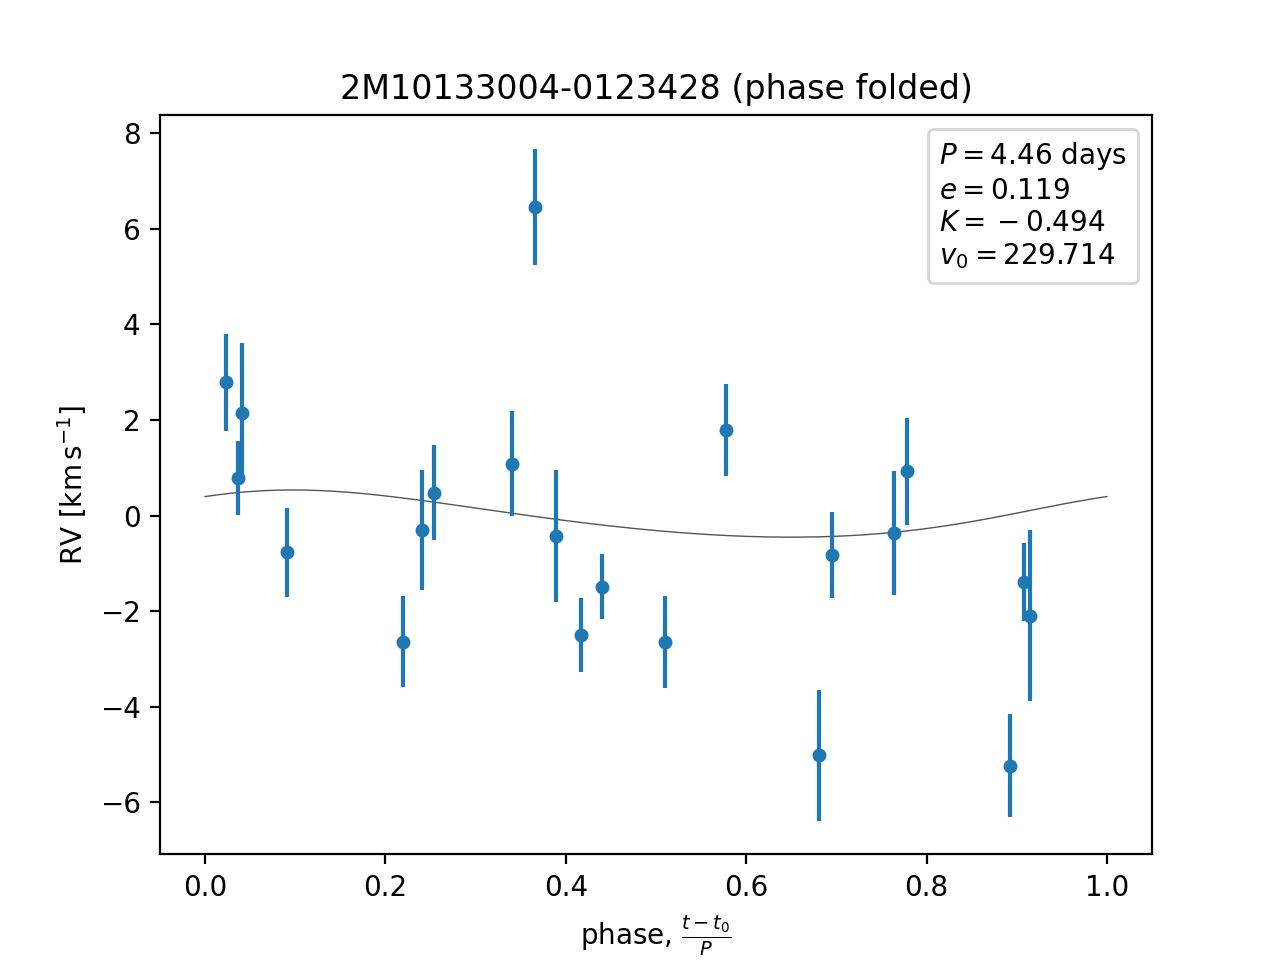 2M10133004-0123428 (phase folded)
P = 4.46 days
e = 0.119
K = −0.494
v₀ = 229.714
8
6
4
2
0
−2
−4
−6
RV [km s⁻¹]
0.0 0.2 0.4 0.6 0.8 1.0
phase, (t − t₀)/P